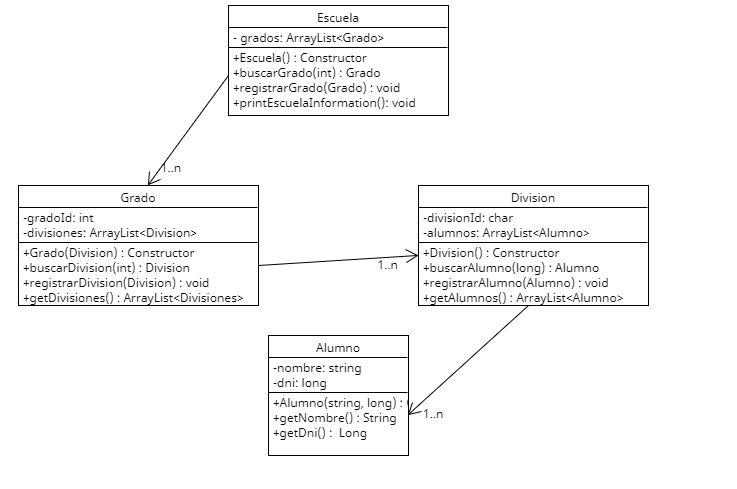 Escuela
- grados: ArrayList<Grado>
+Escuela() : Constructor
+buscarGrado(int) : Grado
+registrarGrado(Grado) : void
+printEscuelaInformation(): void
1..n
Grado
-gradoId: int
-divisiones: ArrayList<Division>
+Grado(Division) : Constructor
+buscarDivision(int) : Division
+registrarDivision(Division) : void
+getDivisiones() : ArrayList<Divisiones>
1..n
Division
-divisionId: char
-alumnos: ArrayList<Alumno>
+Division() : Constructor
+buscarAlumno(long) : Alumno
+registrarAlumno(Alumno) : void
+getAlumnos() : ArrayList<Alumno>
Alumno
-nombre: string
-dni: long
+Alumno(string, long) :
+getNombre() : String
+getDni() : Long
1..n